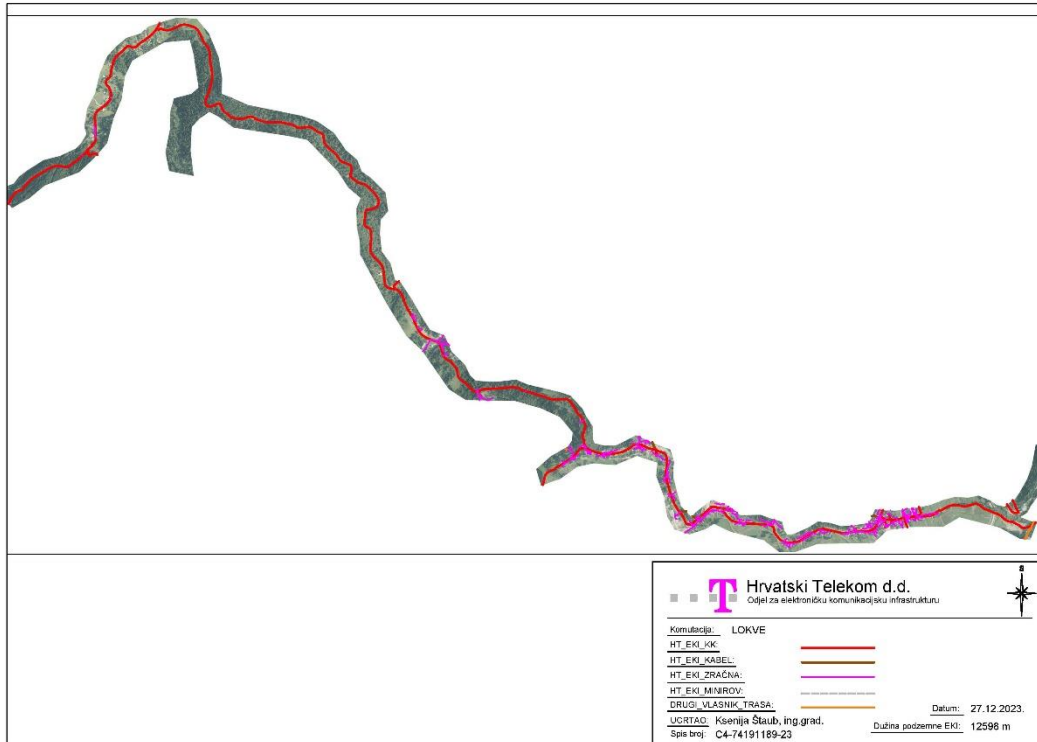 S
T Hrvatski Telekom d.d.
Odjel za elektroničku komunikacijsku infrastrukturu
Komutacija: LOKVE
HT_EKI_KK:
HT_EKI_KABEL:
HT_EKI_ZRAČNA:
HT_EKI_MINIROV:
DRUGI_VLASNIK_TRASA:
Datum: 27.12.2023.
UCRTAO: Ksenija Štaub, ing.grad.
Dužina podzemne EKI: 12598 m
Spis broj: C4-74191189-23